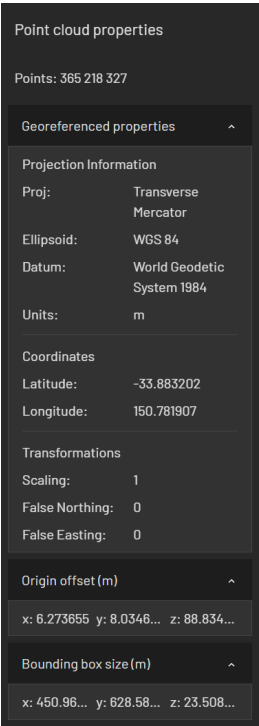 Point cloud properties
Points: 365 218 327
Georeferenced properties
Projection Information
Proj: Transverse
Mercator
Ellipsoid: WGS 84
Datum: World Geodetic
System 1984
Units: m
Coordinates
Latitude: -33.883202
Longitude: 150.781907
Transformations
Scaling: 1
False Northing: 0
False Easting: 0
Origin offset (m)
x: 6.273655 y: 8.0346... z: 88.834...
Bounding box size (m)
x: 450.96... y: 628.58... z: 23.508...